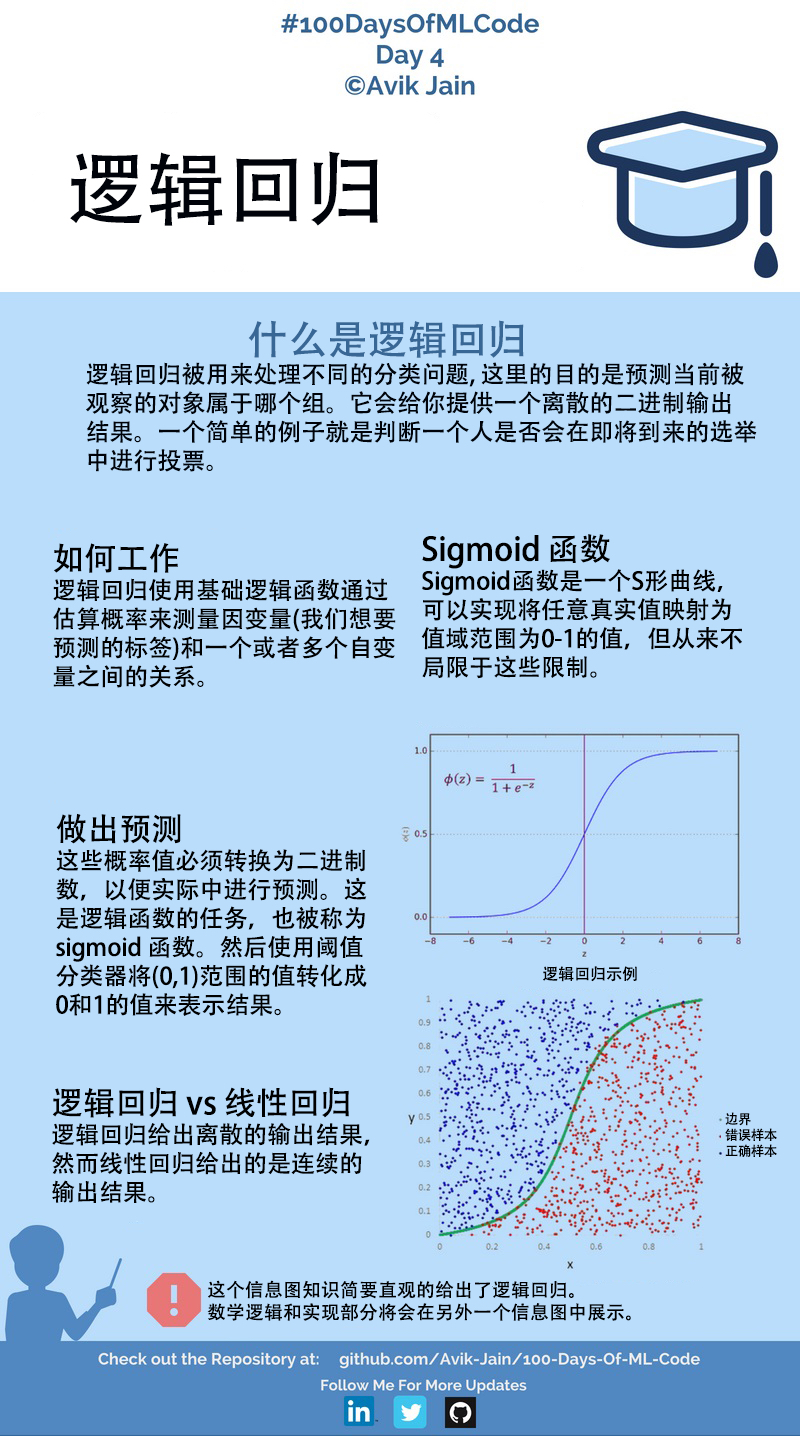 #100DaysOfMLCode
Day 4
©Avik Jain
逻辑回归
什么是逻辑回归
逻辑回归被用来处理不同的分类问题, 这里的目的是预测当前被
观察的对象属于哪个组。它会给你提供一个离散的二进制输出
结果。一个简单的例子就是判断一个人是否会在即将到来的选举
中进行投票。
如何工作
逻辑回归使用基础逻辑函数通过
估算概率来测量因变量(我们想要
预测的标签)和一个或者多个自变
量之间的关系。
Sigmoid 函数
Sigmoid函数是一个S形曲线,
可以实现将任意真实值映射为
值域范围为0-1的值，但从来不
局限于这些限制。
做出预测
这些概率值必须转换为二进制
数，以便实际中进行预测。这
是逻辑函数的任务，也被称为
sigmoid 函数。然后使用阈值
分类器将(0,1)范围的值转化成
0和1的值来表示结果。
1.0
0.5
0.0
ϕ(z) = 1 / (1 + e^-z)
ϕ(z)
-8 -6 -4 -2 0 2 4 6 8
z
逻辑回归示例
1
0.9
0.8
0.7
0.6
0.5
0.4
0.3
0.2
0.1
0
y
0 0.2 0.4 0.6 0.8 1
x
边界
错误样本
正确样本
逻辑回归 vs 线性回归
逻辑回归给出离散的输出结果,
然而线性回归给出的是连续的
输出结果。
!
这个信息图知识简要直观的给出了逻辑回归。
数学逻辑和实现部分将会在另外一个信息图中展示。
Check out the Repository at: github.com/Avik-Jain/100-Days-Of-ML-Code
Follow Me For More Updates
in